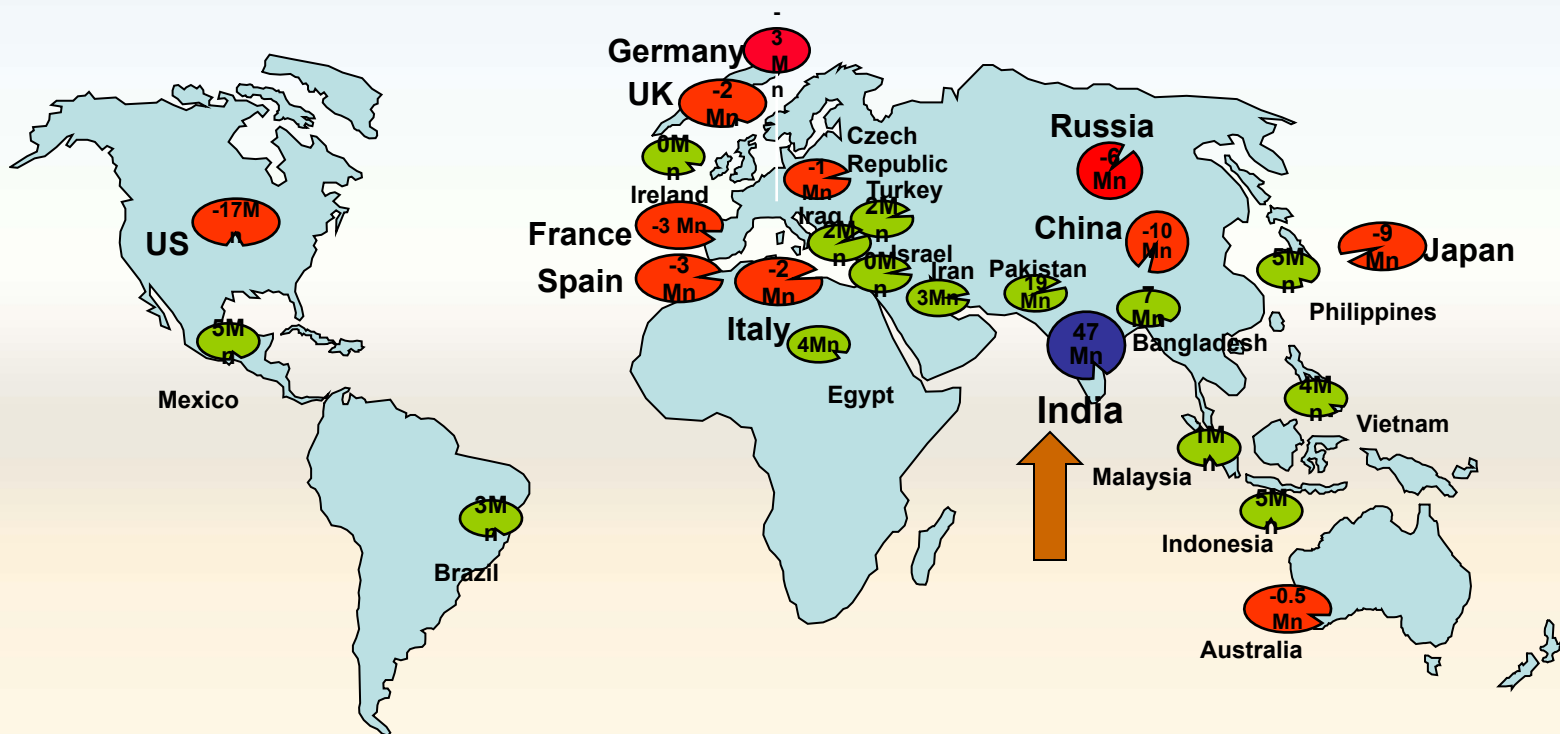 -
3
M
n
Germany
-2
Mn
UK
0M
n
Ireland
Czech
Republic
-1
Mn
Turkey
2M
n
Iraq
2M
n
Russia
-6
Mn
-17M
n
US
France
-3 Mn
Spain
-3
Mn
-2
Mn
Italy
0M
n
Israel
Iran
3Mn
Pakistan
19
Mn
China
-10
Mn
-9
Mn
Japan
5M
n
Philippines
7
Mn
Bangladesh
47
Mn
India
5M
n
Mexico
4Mn
Egypt
4M
n
Vietnam
1M
n
Malaysia
5M
n
Indonesia
3M
n
Brazil
-0.5
Mn
Australia